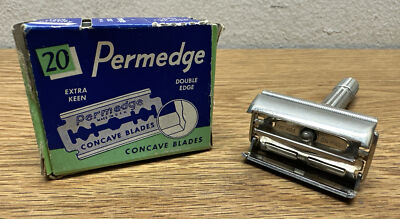 20 Permedge
EXTRA
KEEN
DOUBLE
EDGE
Permedge
CONCAVE BLADES
CONCAVE BLADES